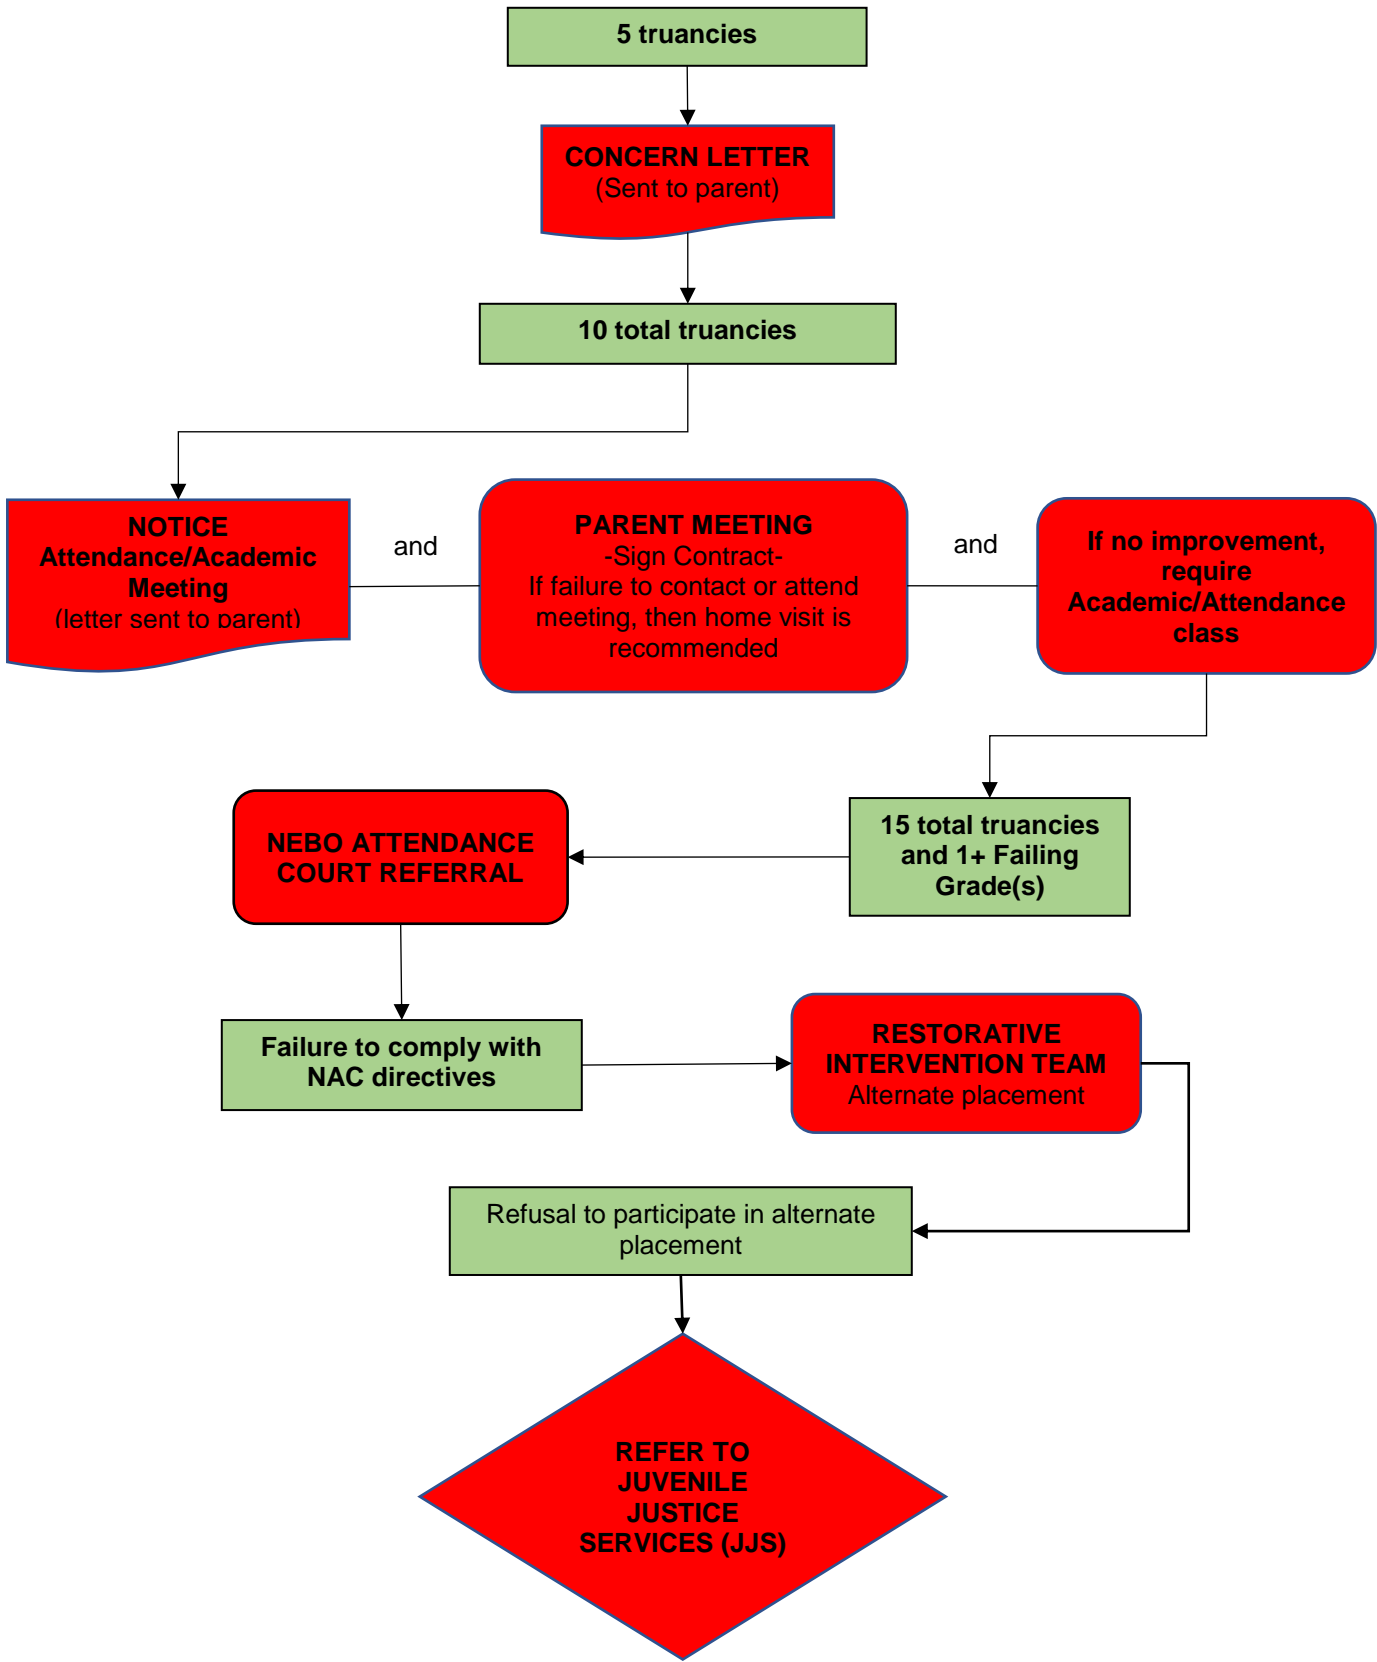 5 truancies
CONCERN LETTER
(Sent to parent)
10 total truancies
NOTICE
Attendance/Academic
Meeting
(letter sent to parent)
and
PARENT MEETING
-Sign Contract-
If failure to contact or attend
meeting, then home visit is
recommended
and
If no improvement,
require
Academic/Attendance
class
15 total truancies
and 1+ Failing
Grade(s)
NEBO ATTENDANCE
COURT REFERRAL
Failure to comply with
NAC directives
RESTORATIVE
INTERVENTION TEAM
Alternate placement
Refusal to participate in alternate
placement
REFER TO
JUVENILE
JUSTICE
SERVICES (JJS)